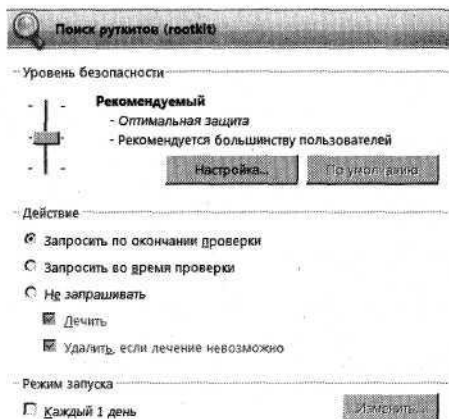 Поиск руткитов (rootkit)
Уровень безопасности
Рекомендуемый
- Оптимальная защита
- Рекомендуется большинству пользователей
Настройка...
По умолчанию
Действие
Запросить по окончании проверки
Запросить во время проверки
Не запрашивать
Лечить
Удалить, если лечение невозможно
Режим запуска
Каждый 1 день
Изменить...